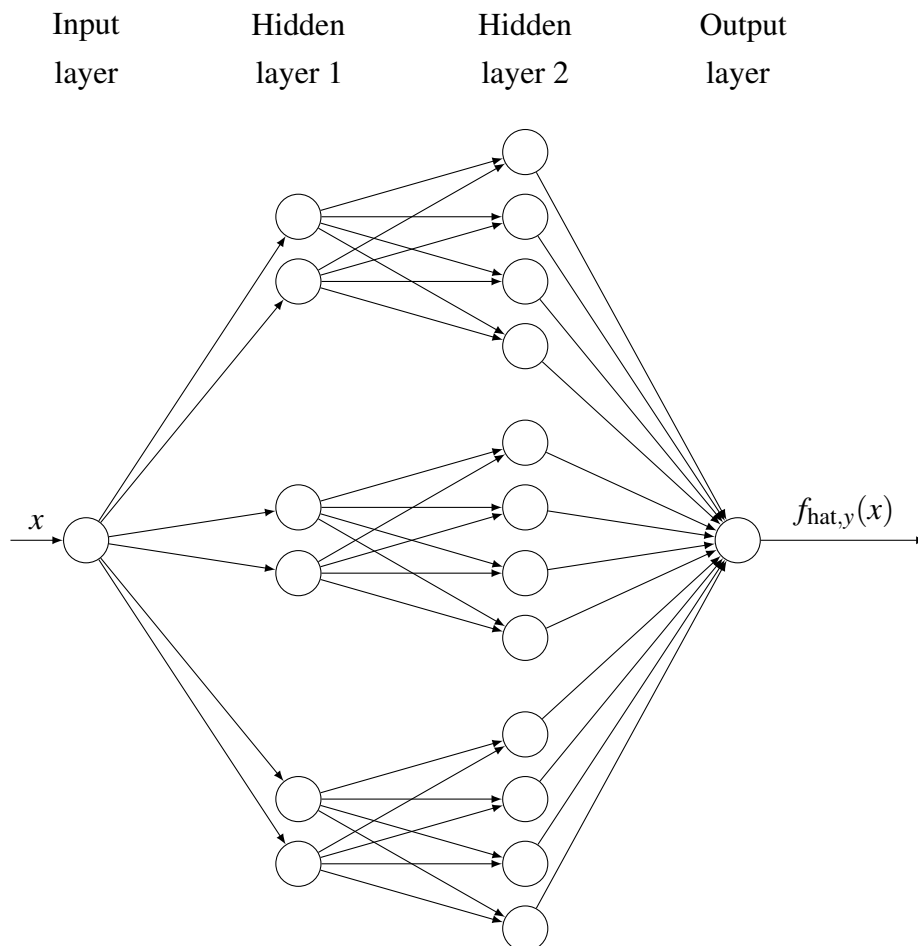 Input Hidden Hidden Output
layer layer 1 layer 2 layer
x
f_hat,y(x)